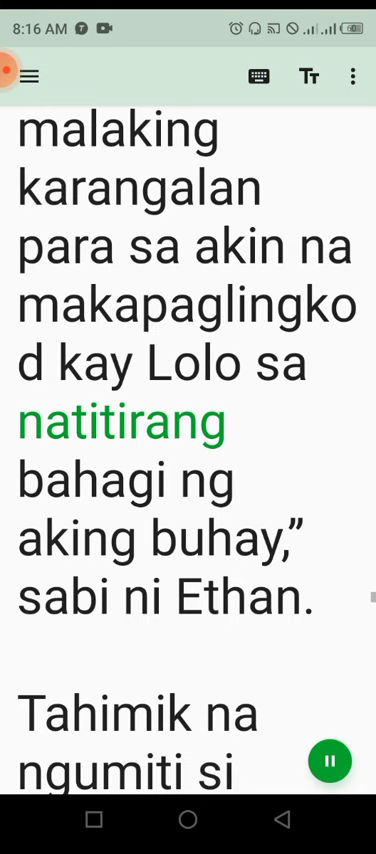 8:16 AM
malaking
karangalan
para sa akin na
makapaglingko
d kay Lolo sa
natitirang
bahagi ng
aking buhay,”
sabi ni Ethan.
Tahimik na
ngumiti si